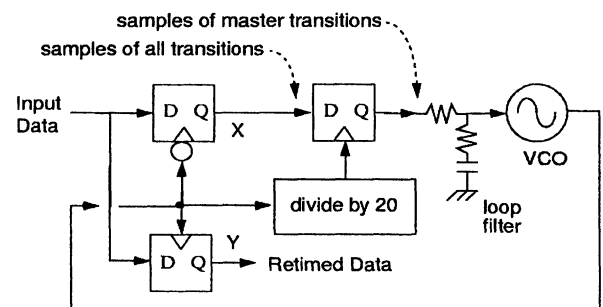 samples of master transitions
samples of all transitions
Input
Data
D Q
X
D Q
VCO
divide by 20
loop
filter
D Q
Y
Retimed Data